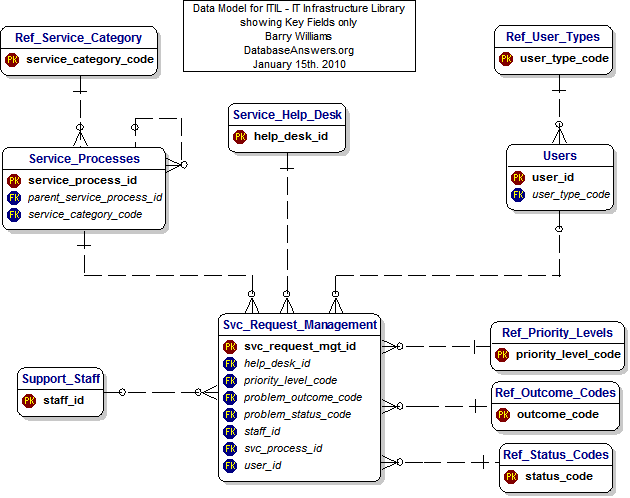 Data Model for ITIL - IT Infrastructure Library
showing Key Fields only
Barry Williams
DatabaseAnswers.org
January 15th. 2010
Ref_Service_Category
PK service_category_code
Ref_User_Types
PK user_type_code
Service_Help_Desk
PK help_desk_id
Service_Processes
PK service_process_id
FK parent_service_process_id
FK service_category_code
Users
PK user_id
FK user_type_code
Svc_Request_Management
PK svc_request_mgt_id
FK help_desk_id
FK priority_level_code
FK problem_outcome_code
FK problem_status_code
FK staff_id
FK svc_process_id
FK user_id
Support_Staff
PK staff_id
Ref_Priority_Levels
PK priority_level_code
Ref_Outcome_Codes
PK outcome_code
Ref_Status_Codes
PK status_code